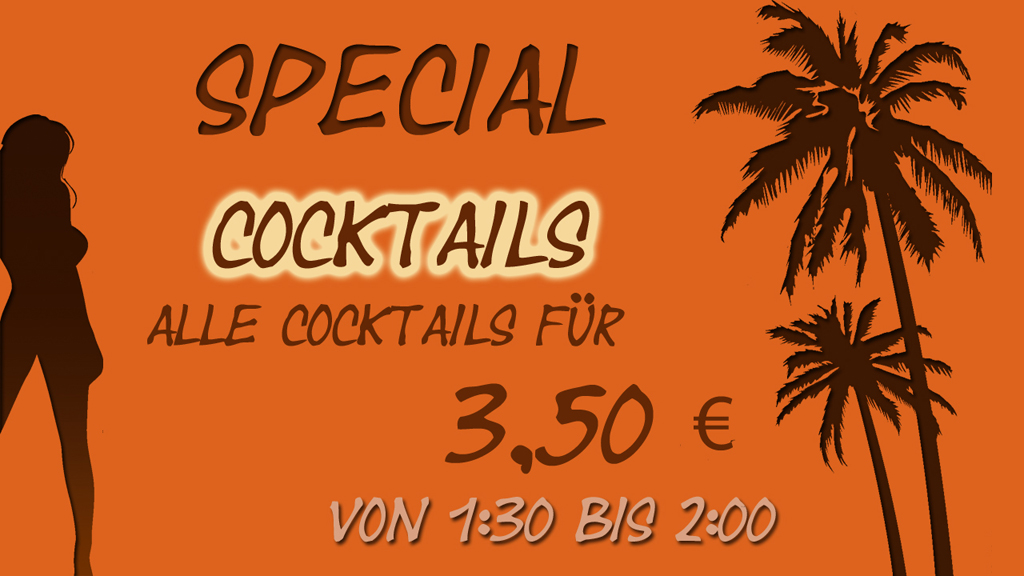 SPECIAL
COCKTAILS
ALLE COCKTAILS FÜR
3,50 €
VON 1:30 BIS 2:00